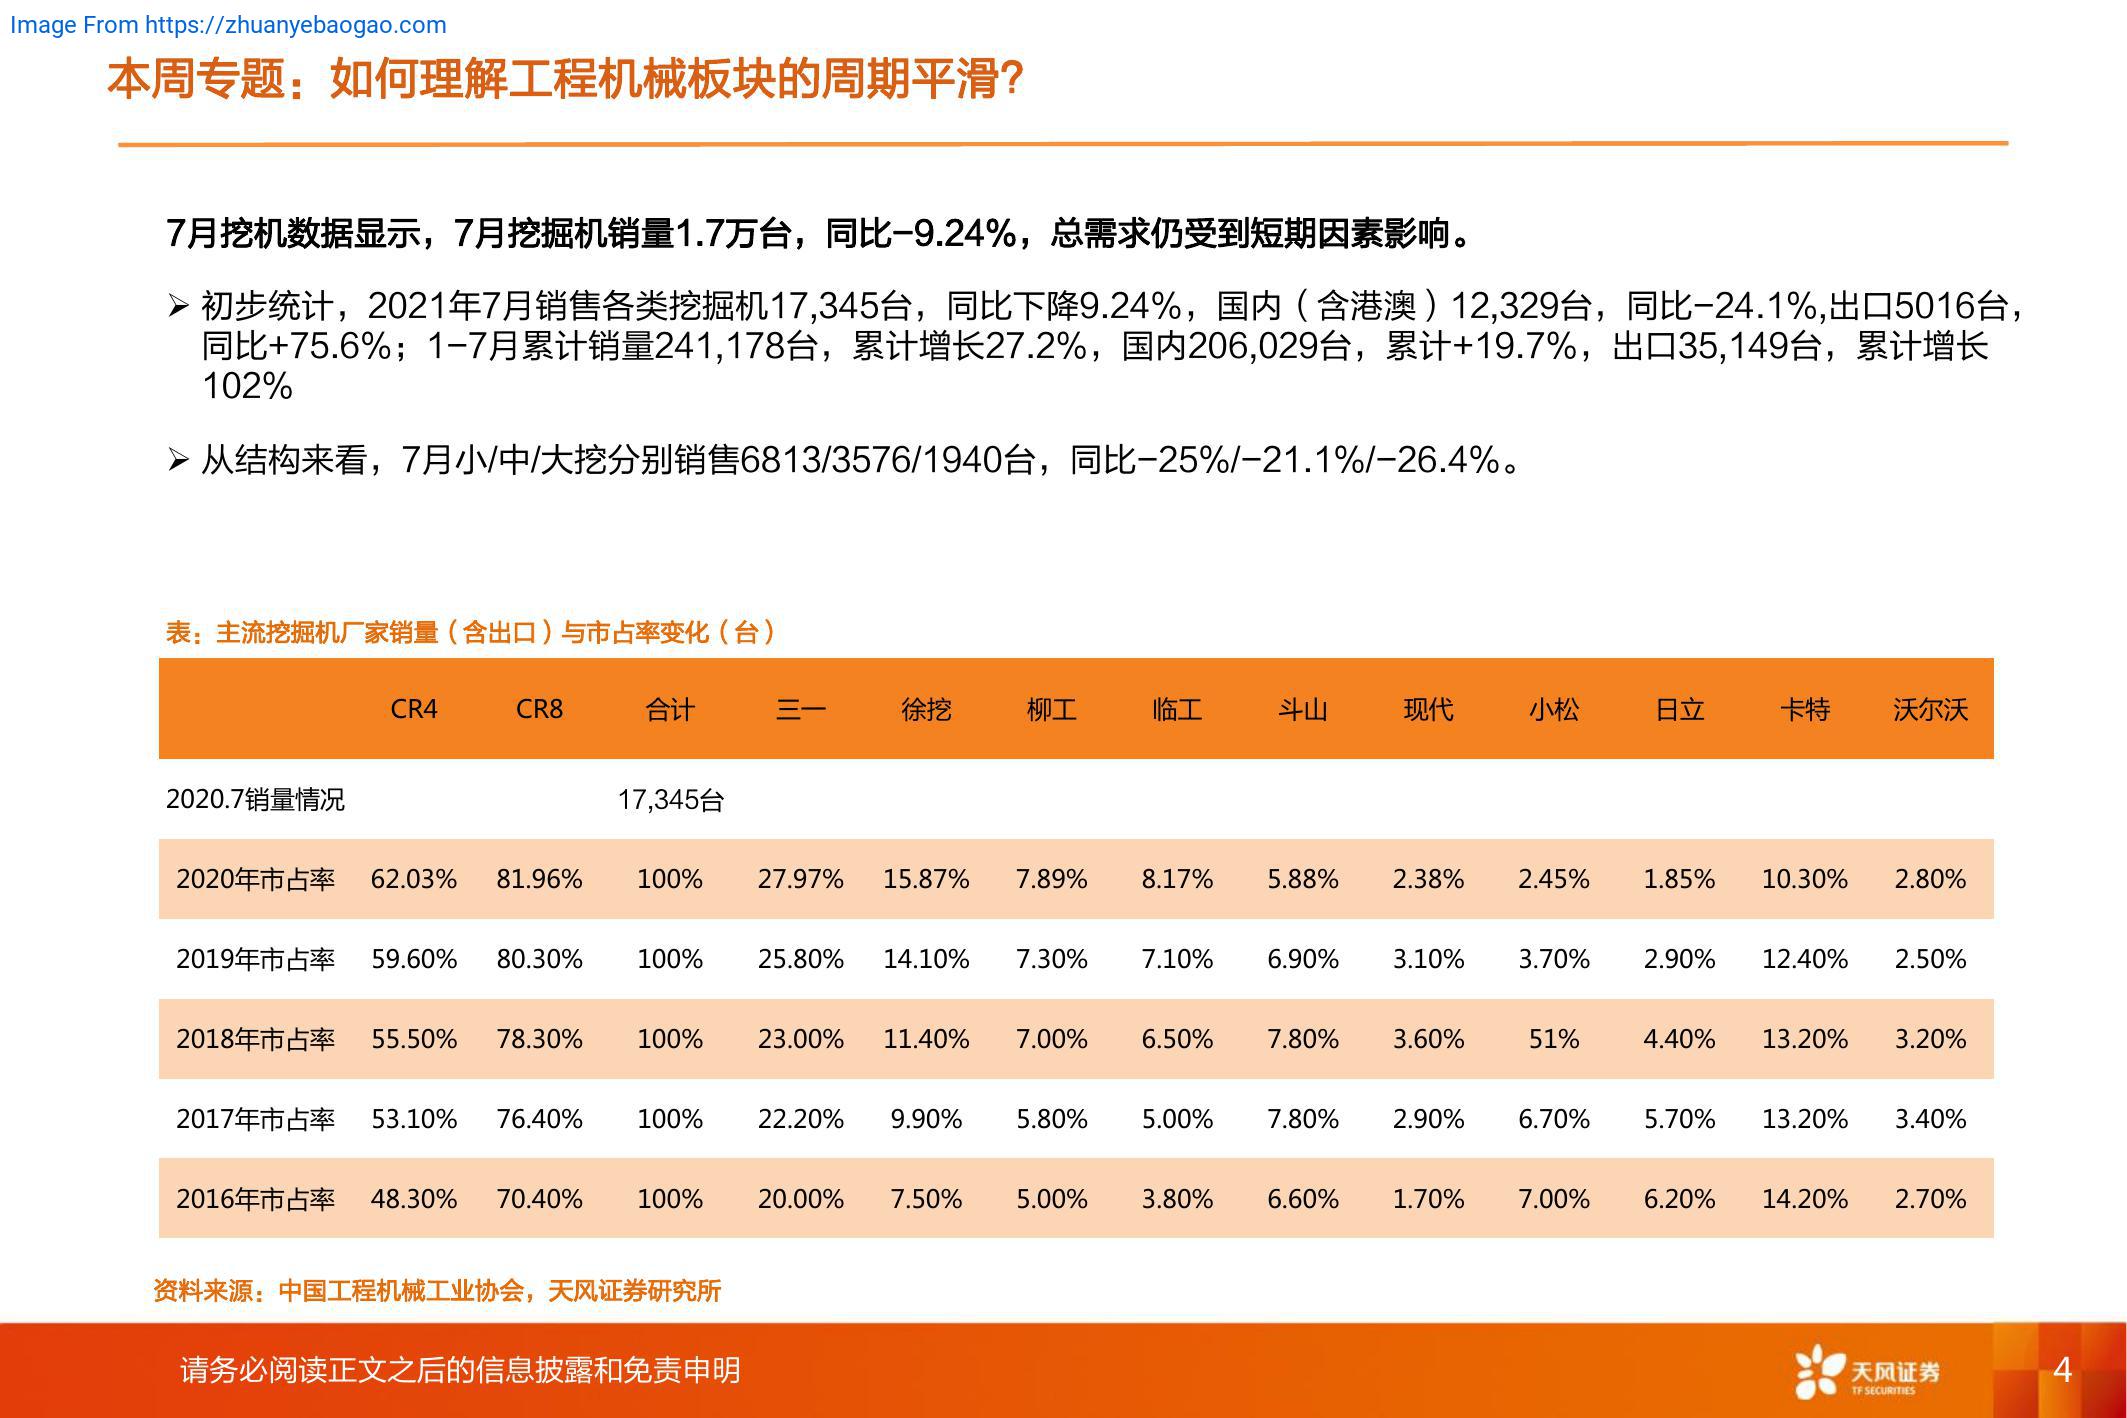 Image From https://zhuanyebaogao.com
本周专题：如何理解工程机械板块的周期平滑？
7月挖机数据显示，7月挖掘机销量1.7万台，同比-9.24%，总需求仍受到短期因素影响。
➢ 初步统计，2021年7月销售各类挖掘机17,345台，同比下降9.24%，国内（含港澳）12,329台，同比-24.1%,出口5016台，
同比+75.6%；1-7月累计销量241,178台，累计增长27.2%，国内206,029台，累计+19.7%，出口35,149台，累计增长
102%
➢ 从结构来看，7月小/中/大挖分别销售6813/3576/1940台，同比-25%/-21.1%/-26.4%。
表：主流挖掘机厂家销量（含出口）与市占率变化（台）
CR4 CR8 合计 三一 徐挖 柳工 临工 斗山 现代 小松 日立 卡特 沃尔沃
2020.7销量情况 17,345台
2020年市占率 62.03% 81.96% 100% 27.97% 15.87% 7.89% 8.17% 5.88% 2.38% 2.45% 1.85% 10.30% 2.80%
2019年市占率 59.60% 80.30% 100% 25.80% 14.10% 7.30% 7.10% 6.90% 3.10% 3.70% 2.90% 12.40% 2.50%
2018年市占率 55.50% 78.30% 100% 23.00% 11.40% 7.00% 6.50% 7.80% 3.60% 51% 4.40% 13.20% 3.20%
2017年市占率 53.10% 76.40% 100% 22.20% 9.90% 5.80% 5.00% 7.80% 2.90% 6.70% 5.70% 13.20% 3.40%
2016年市占率 48.30% 70.40% 100% 20.00% 7.50% 5.00% 3.80% 6.60% 1.70% 7.00% 6.20% 14.20% 2.70%
资料来源：中国工程机械工业协会，天风证券研究所
请务必阅读正文之后的信息披露和免责申明
天风证券
TF SECURITIES
4